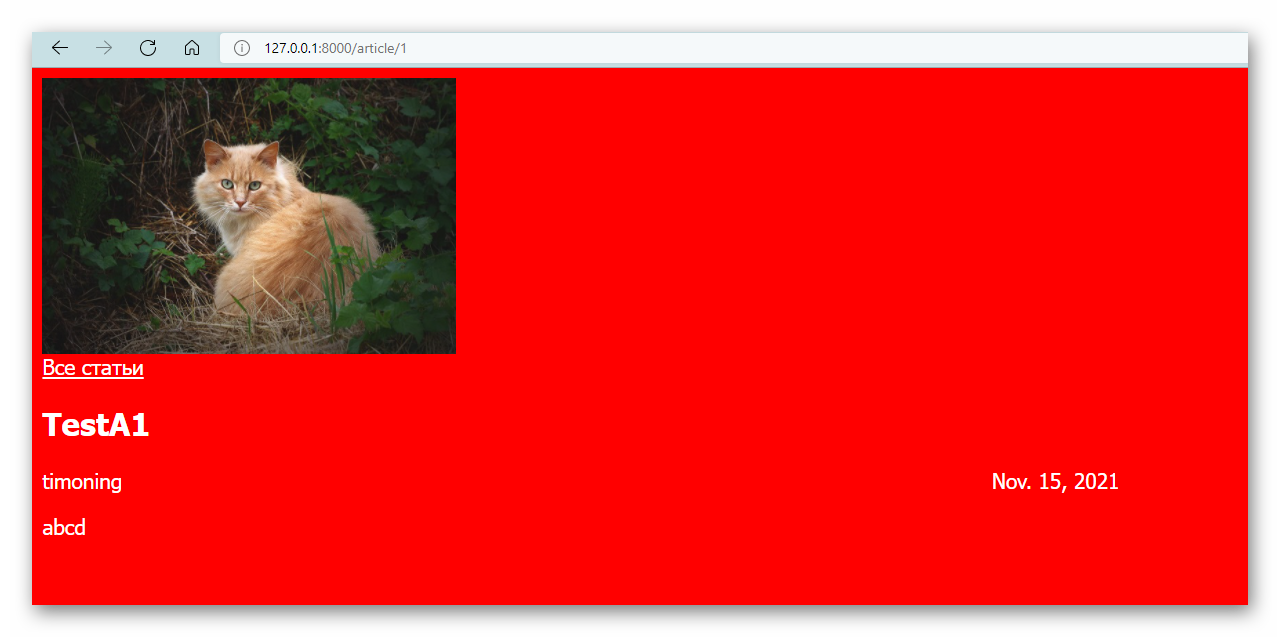 127.0.0.1:8000/article/1
Все статьи
TestA1
timoning Nov. 15, 2021
abcd